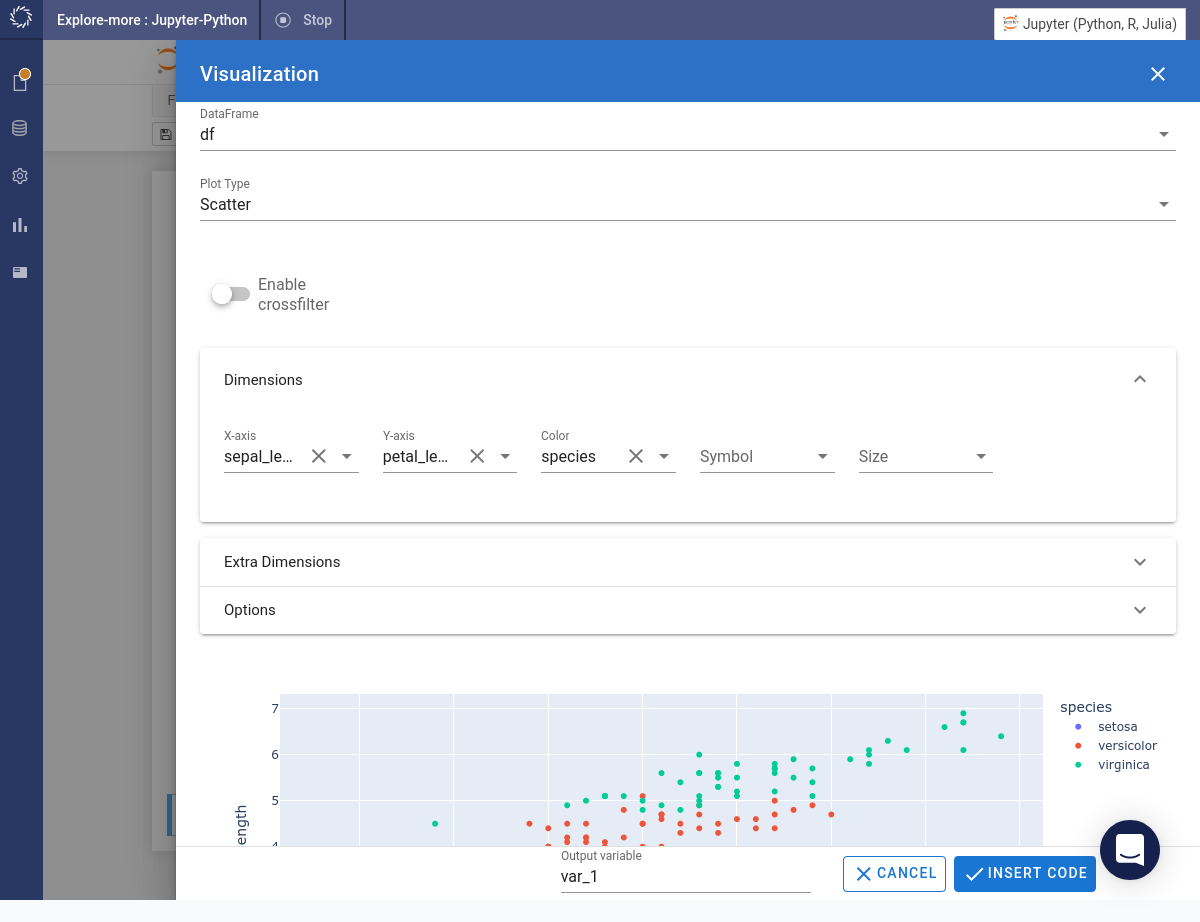 Explore-more : Jupyter-Python
Stop
Jupyter (Python, R, Julia)
F
Visualization
DataFrame
df
Plot Type
Scatter
Enable
crossfilter
Dimensions
X-axis
Y-axis
Color
sepal_le...
petal_le...
species
Symbol
Size
Extra Dimensions
Options
7
6
5
4
ength
species
setosa
versicolor
virginica
Output variable
var_1
CANCEL
INSERT CODE